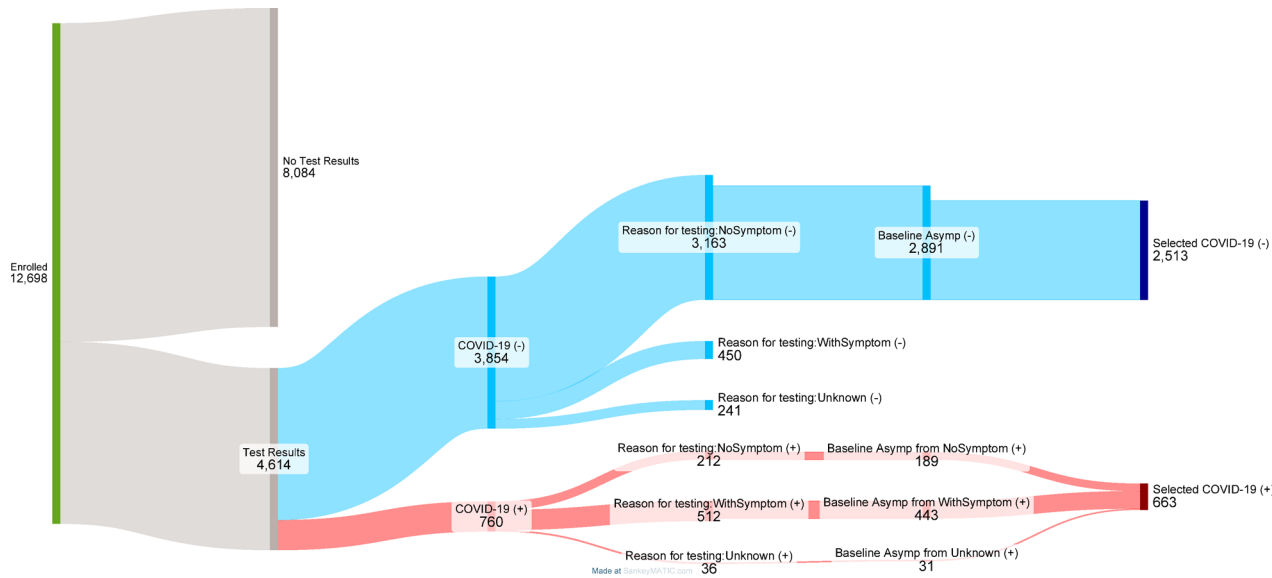 Enrolled
12,698
No Test Results
8,084
Test Results
4,614
COVID-19 (-)
3,854
COVID-19 (+)
760
Reason for testing:NoSymptom (-)
3,163
Reason for testing:WithSymptom (-)
450
Reason for testing:Unknown (-)
241
Reason for testing:NoSymptom (+)
212
Reason for testing:WithSymptom (+)
512
Reason for testing:Unknown (+)
36
Baseline Asymp (-)
2,891
Baseline Asymp from NoSymptom (+)
189
Baseline Asymp from WithSymptom (+)
443
Baseline Asymp from Unknown (+)
31
Selected COVID-19 (-)
2,513
Selected COVID-19 (+)
663
Made at SankeyMATIC.com